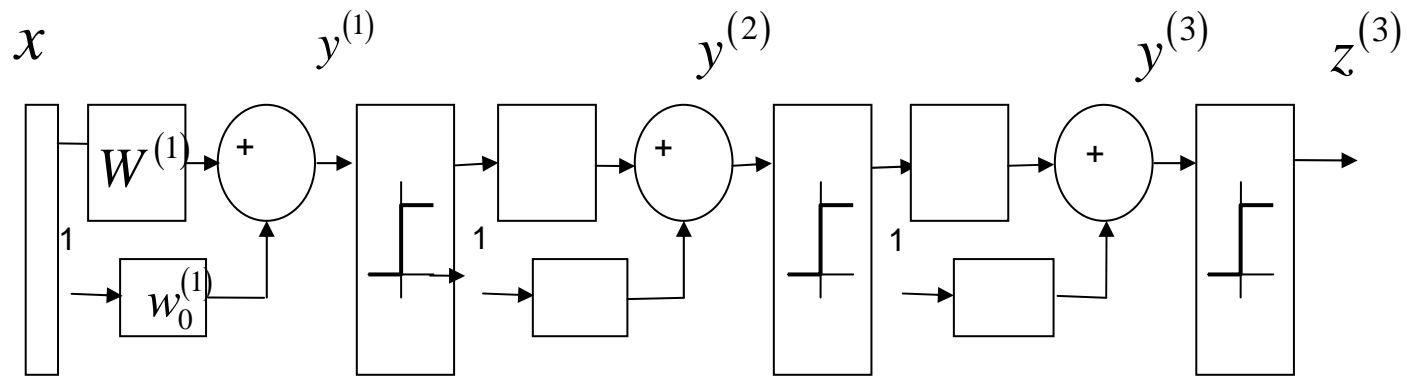 x y^(1) y^(2) y^(3) z^(3)
W^(1) + + +
1 1 1
w_0^(1)